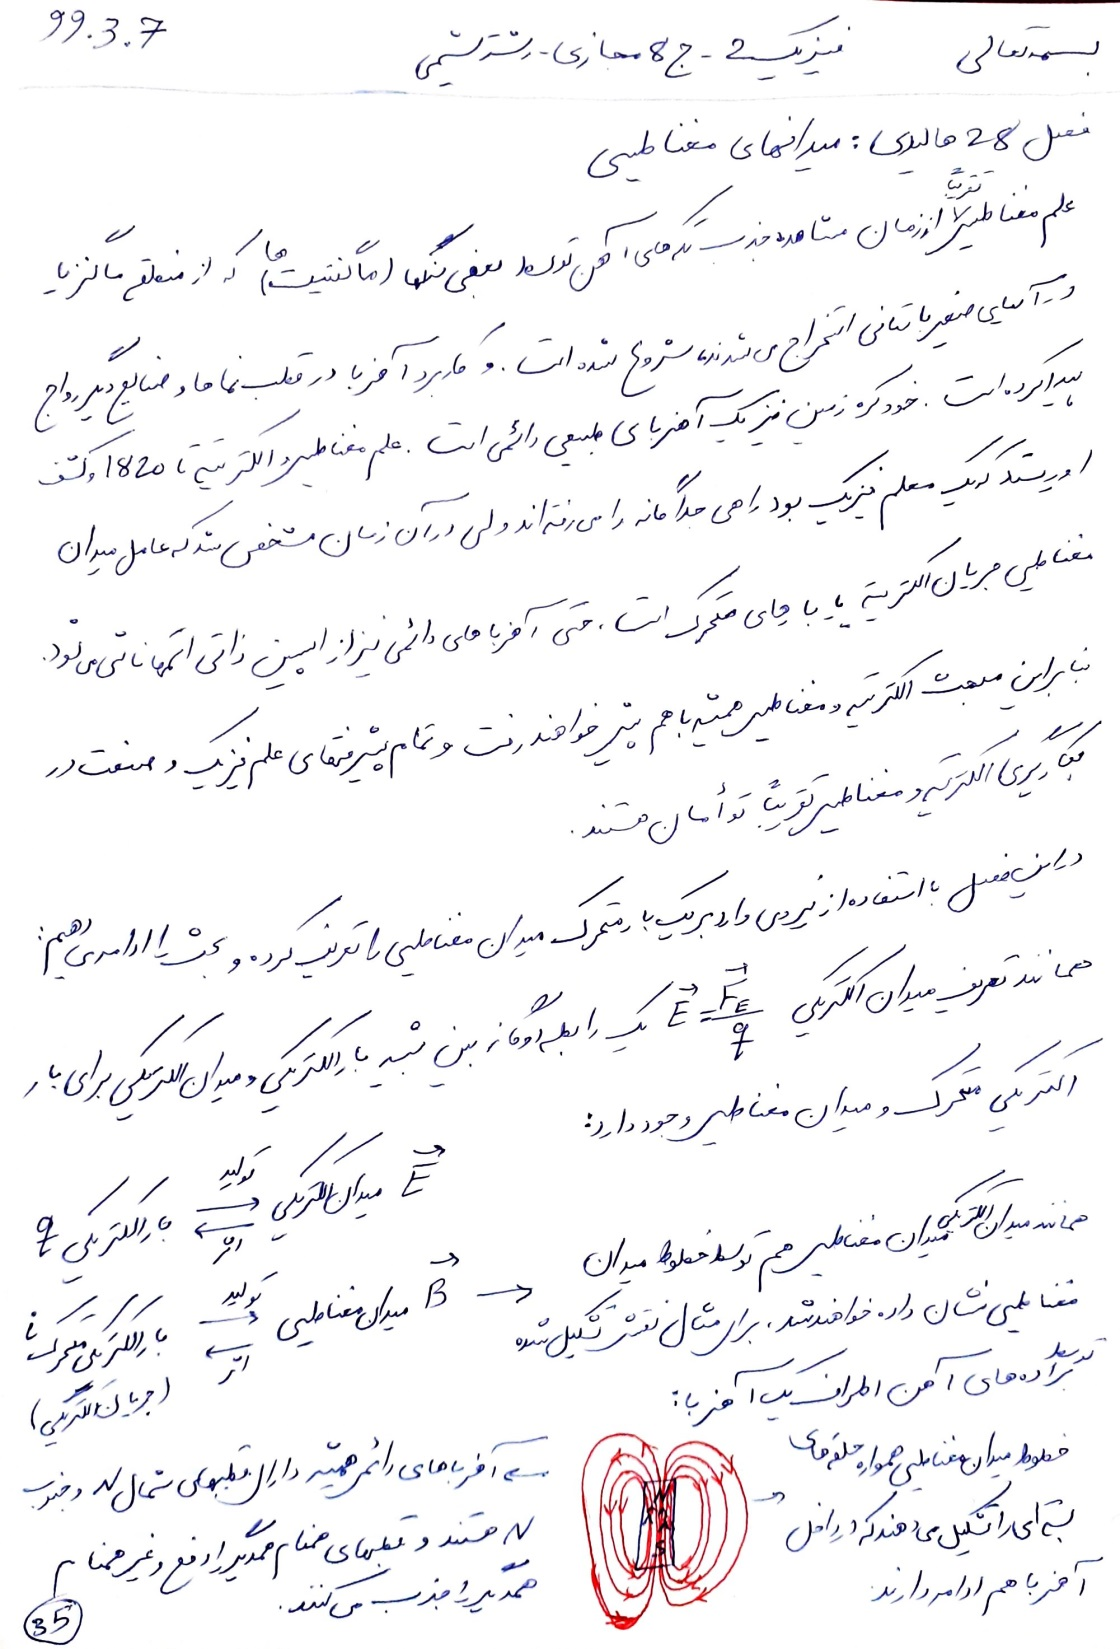 بسمه تعالی
فیزیک 2 - ج 8 مجازی - رشته شیمی
99.3.7
فصل 28 هالیدی : میدانهای مغناطیسی
علم مغناطیس تقریباً از زمان مشاهده جذب تکه های آهن توسط بعضی سنگها (ماگنتیت ها) که از منطقه ماگنزیا
در آسیای صغیر باستانی استخراج می شدند، شروع شده است . و کاربرد آهنربا در قطب نماها و صنایع دیگر رواج
پیدا کرده است . خود کره زمین نیز یک آهنربای طبیعی دائمی است . علم مغناطیس و الکتریسیته تا 1820 و کشف
اورستد که یک معلم فیزیک بود راهی جداگانه را می رفته اند ولی در آن زمان مشخص شد که عامل میدان
مغناطیسی جریان الکتریسیته یا بارهای متحرک است ، حتی آهنرباهای دائمی نیز از اسپین ذاتی اتمها ناشی می شود.
بنابراین مبحث الکتریسیته و مغناطیس همیشه با هم پیش خواهند رفت و تمام پیشرفتهای علم فیزیک و صنعت در
بکارگیری الکتریسیته و مغناطیس تقریباً توأمان هستند .
در این فصل با استفاده از نیروی وارد بر یک بار متحرک میدان مغناطیسی را تعریف کرده و بحث را ادامه می دهیم :
همانند تعریف میدان الکتریکی E = F_E / q یک رابطه دوگانه بین شبیه بار الکتریکی و میدان الکتریکی برای بار
الکتریکی متحرک و میدان مغناطیسی وجود دارد :
بار الکتریکی q تولید ⇌ اثر میدان الکتریکی E
بار الکتریکی متحرک تولید ⇌ اثر میدان مغناطیسی B →
(جریان الکتریکی)
همانند میدان الکتریکی میدان مغناطیسی هم توسط خطوط میدان
مغناطیسی نشان داده خواهند شد ، برای مثال نقش تشکیل شده
توسط براده های آهن اطراف یک آهنربا :
خطوط میدان مغناطیسی همواره حلقه های
بسته ای را تشکیل می دهند که در داخل
آهنربا هم ادامه دارند.
N
S
آهنرباهای دائمی همیشه دارای قطبهای شمال N و جنوب
N هستند و قطبهای همنام همدیگر را دفع و غیر همنام
همدیگر را جذب می کنند .
35